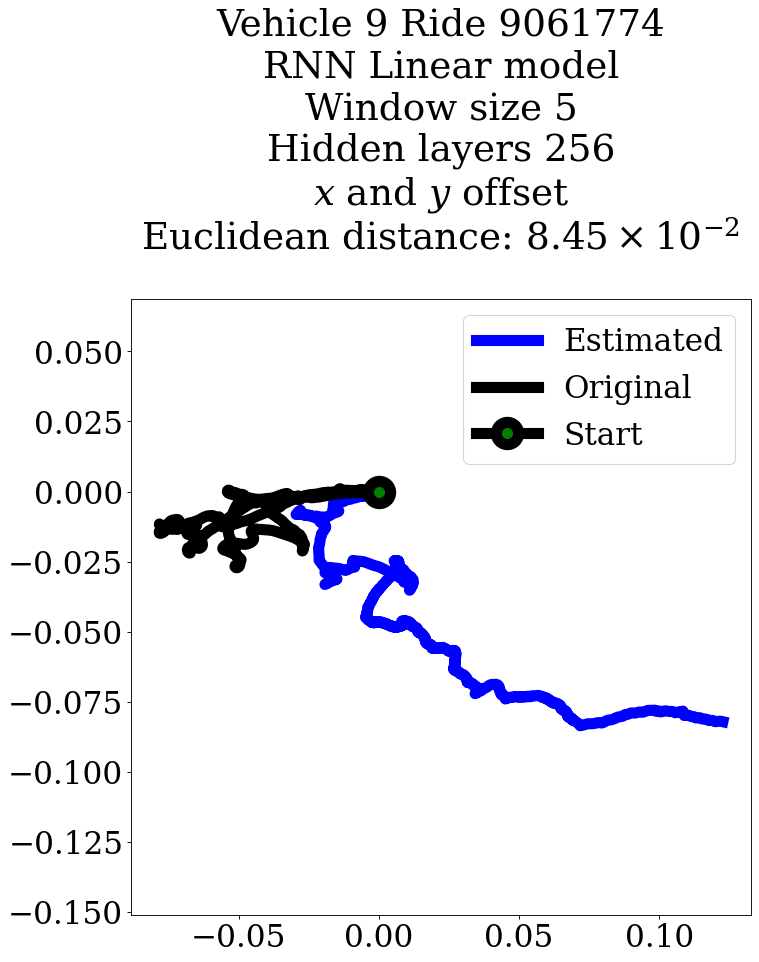 Vehicle 9 Ride 9061774
RNN Linear model
Window size 5
Hidden layers 256
x and y offset
Euclidean distance: 8.45 × 10⁻²
Estimated
Original
Start
0.050
0.025
0.000
−0.025
−0.050
−0.075
−0.100
−0.125
−0.150
−0.05 0.00 0.05 0.10